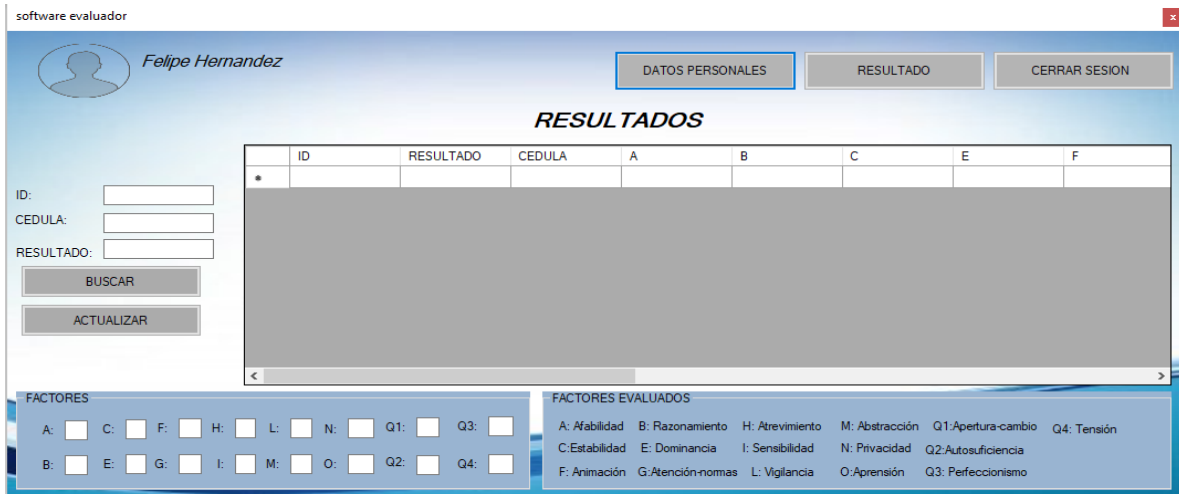 software evaluador
x
Felipe Hernandez
DATOS PERSONALES
RESULTADO
CERRAR SESION
RESULTADOS
ID RESULTADO CEDULA A B C E F
*
ID:
CEDULA:
RESULTADO:
BUSCAR
ACTUALIZAR
FACTORES
A: C: F: H: L: N: Q1: Q3:
B: E: G: I: M: O: Q2: Q4:
FACTORES EVALUADOS
A: Afabilidad B: Razonamiento H: Atrevimiento M: Abstracción Q1:Apertura-cambio Q4: Tensión
C:Estabilidad E: Dominancia I: Sensibilidad N: Privacidad Q2:Autosuficiencia
F: Animación G:Atención-normas L: Vigilancia O:Aprensión Q3: Perfeccionismo